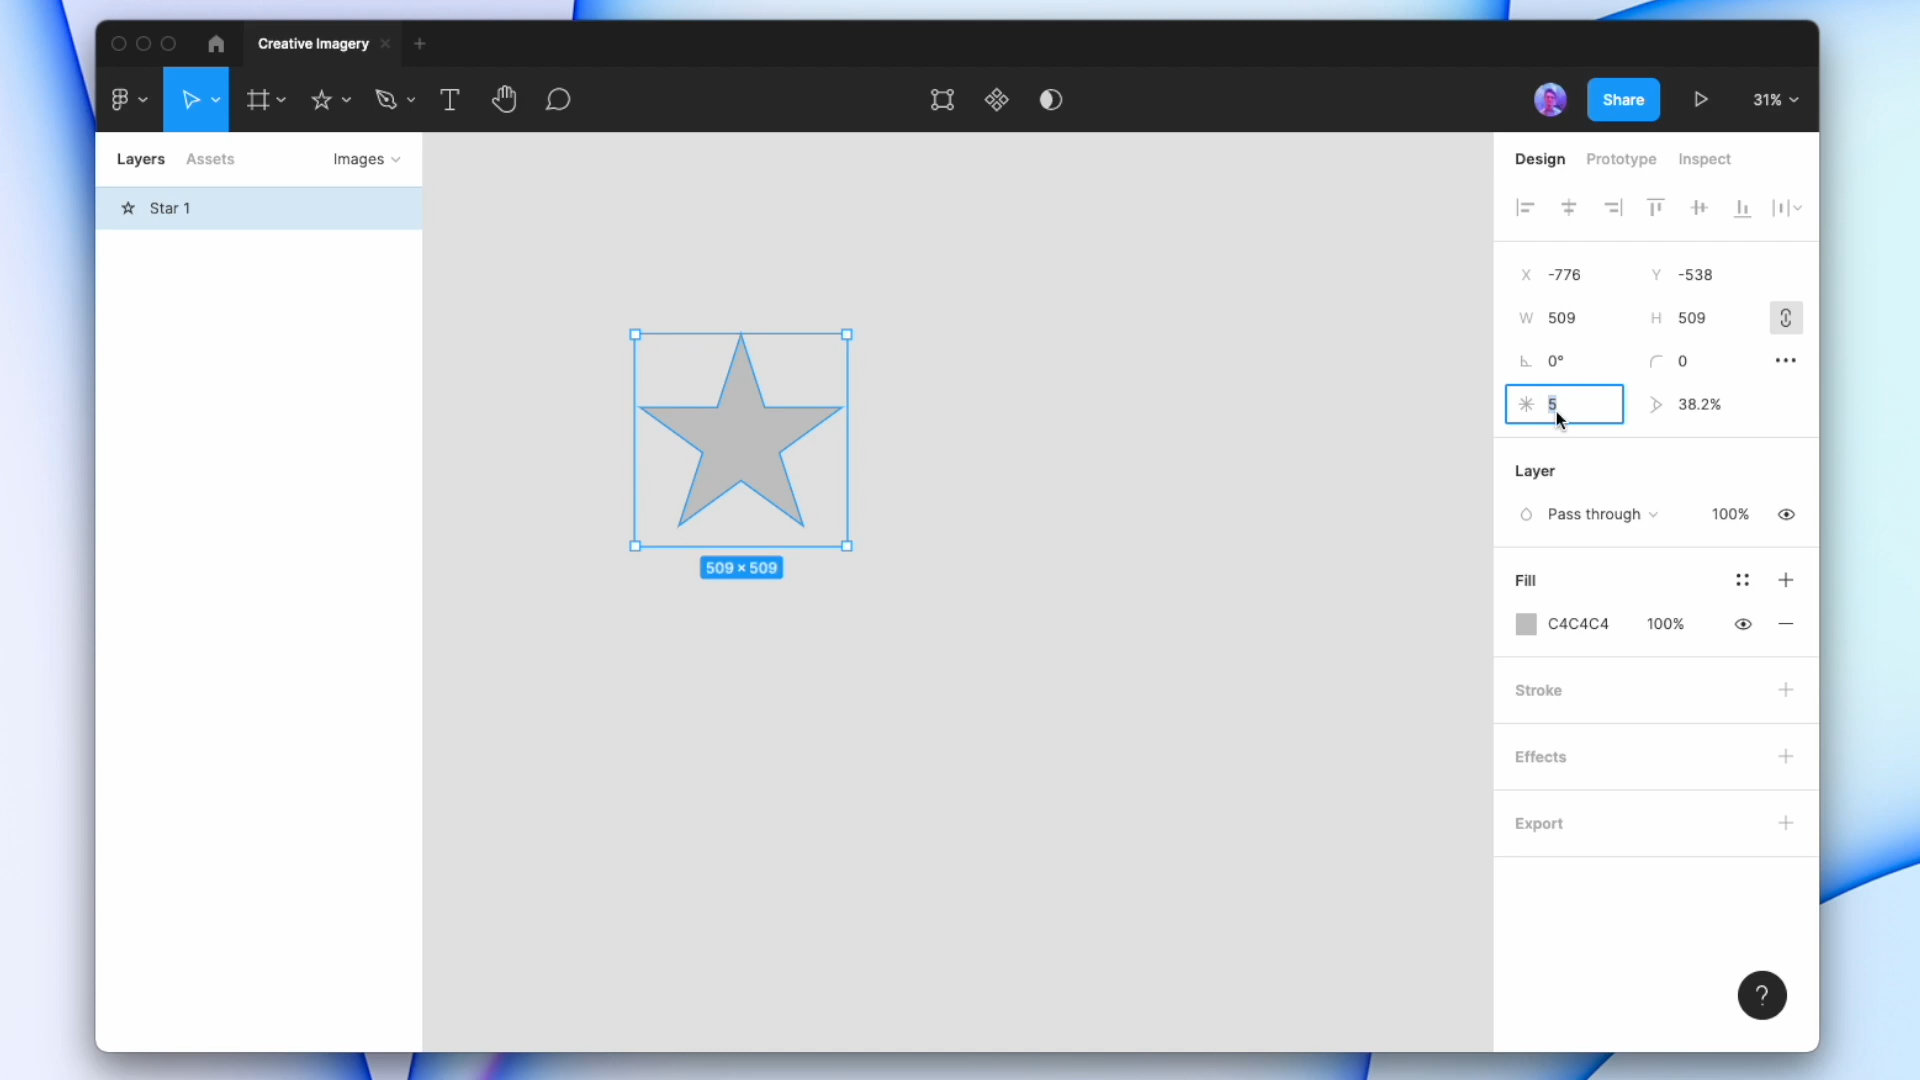 Creative Imagery
Share
31%
Layers Assets Images
Star 1
509 × 509
Design Prototype Inspect
X -776 Y -538
W 509 H 509
0° 0
5 38.2%
Layer
Pass through 100%
Fill
C4C4C4 100%
Stroke
Effects
Export
?